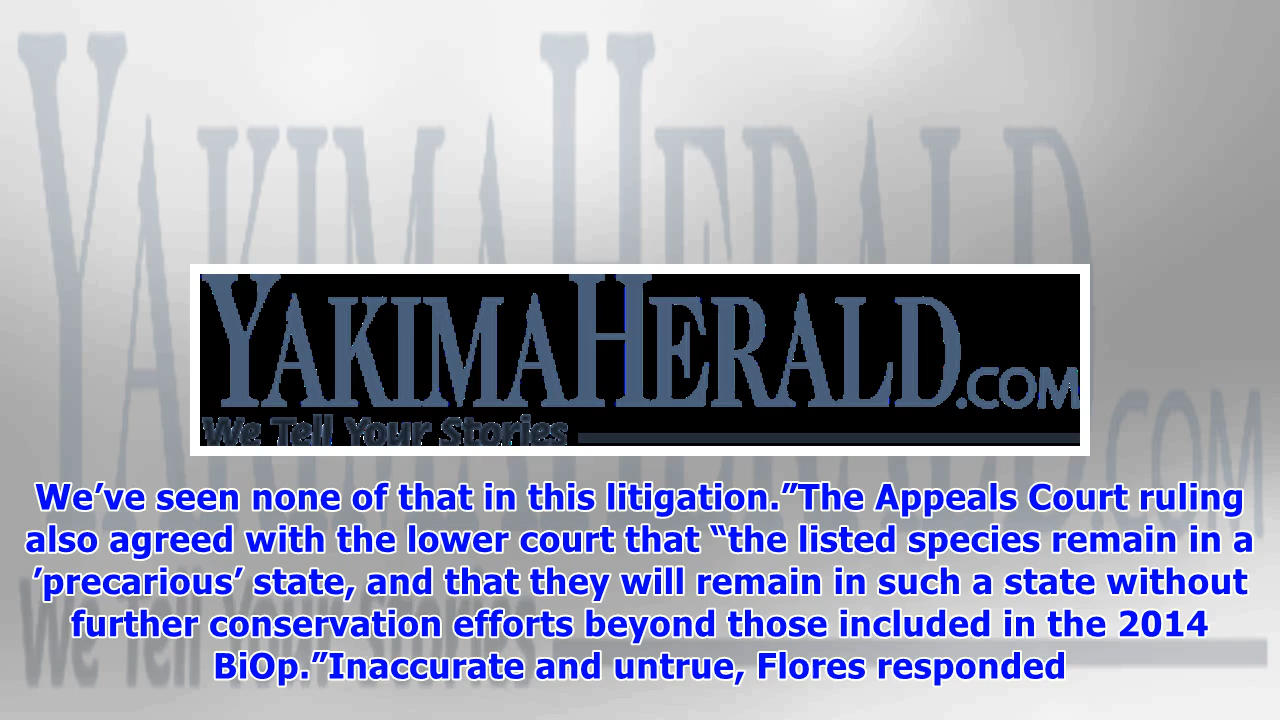 YAKIMAHERALD.COM
We Tell Your Stories
We’ve seen none of that in this litigation.”The Appeals Court ruling
also agreed with the lower court that “the listed species remain in a
’precarious’ state, and that they will remain in such a state without
further conservation efforts beyond those included in the 2014
BiOp.”Inaccurate and untrue, Flores responded